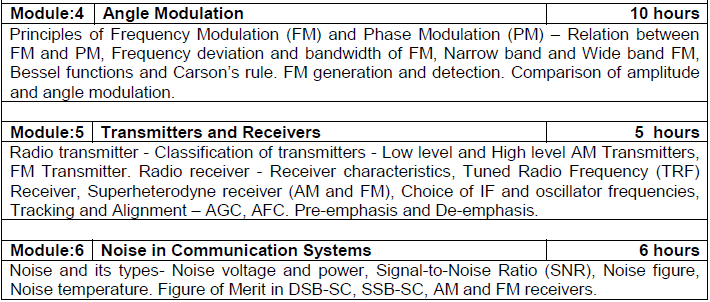 Module:4 Angle Modulation 10 hours
Principles of Frequency Modulation (FM) and Phase Modulation (PM) – Relation between
FM and PM, Frequency deviation and bandwidth of FM, Narrow band and Wide band FM,
Bessel functions and Carson's rule. FM generation and detection. Comparison of amplitude
and angle modulation.
Module:5 Transmitters and Receivers 5 hours
Radio transmitter - Classification of transmitters - Low level and High level AM Transmitters,
FM Transmitter. Radio receiver - Receiver characteristics, Tuned Radio Frequency (TRF)
Receiver, Superheterodyne receiver (AM and FM), Choice of IF and oscillator frequencies,
Tracking and Alignment – AGC, AFC. Pre-emphasis and De-emphasis.
Module:6 Noise in Communication Systems 6 hours
Noise and its types- Noise voltage and power, Signal-to-Noise Ratio (SNR), Noise figure,
Noise temperature. Figure of Merit in DSB-SC, SSB-SC, AM and FM receivers.